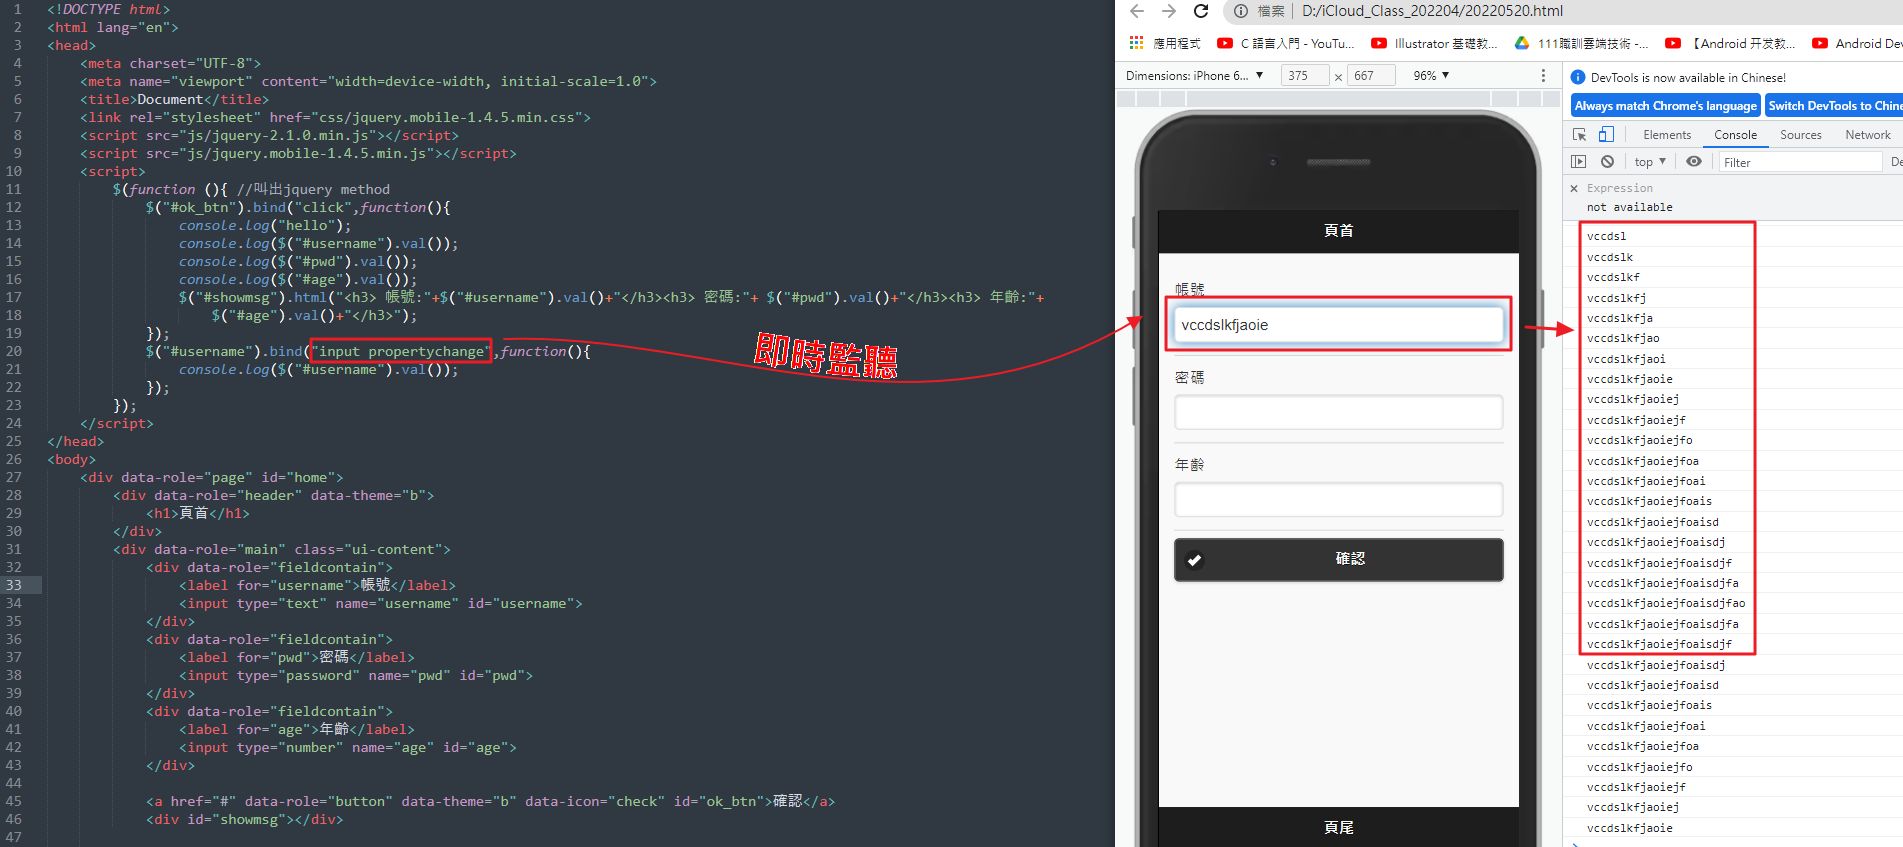 1 <!DOCTYPE html>
2 <html lang="en">
3 <head>
4 <meta charset="UTF-8">
5 <meta name="viewport" content="width=device-width, initial-scale=1.0">
6 <title>Document</title>
7 <link rel="stylesheet" href="css/jquery.mobile-1.4.5.min.css">
8 <script src="js/jquery-2.1.0.min.js"></script>
9 <script src="js/jquery.mobile-1.4.5.min.js"></script>
10 <script>
11 $(function (){ //叫出jquery method
12 $("#ok_btn").bind("click",function(){
13 console.log("hello");
14 console.log($("#username").val());
15 console.log($("#pwd").val());
16 console.log($("#age").val());
17 $("#showmsg").html("<h3> 帳號:"+$("#username").val()+"</h3><h3> 密碼:"+ $("#pwd").val()+"</h3><h3> 年齡:"+
18 $("#age").val()+"</h3>");
19 });
20 $("#username").bind("input propertychange",function(){
21 console.log($("#username").val());
22 });
23 });
24 </script>
25 </head>
26 <body>
27 <div data-role="page" id="home">
28 <div data-role="header" data-theme="b">
29 <h1>頁首</h1>
30 </div>
31 <div data-role="main" class="ui-content">
32 <div data-role="fieldcontain">
33 <label for="username">帳號</label>
34 <input type="text" name="username" id="username">
35 </div>
36 <div data-role="fieldcontain">
37 <label for="pwd">密碼</label>
38 <input type="password" name="pwd" id="pwd">
39 </div>
40 <div data-role="fieldcontain">
41 <label for="age">年齡</label>
42 <input type="number" name="age" id="age">
43 </div>
44
45 <a href="#" data-role="button" data-theme="b" data-icon="check" id="ok_btn">確認</a>
46 <div id="showmsg"></div>
47
即時監聽
檔案 | D:/iCloud_Class_202204/20220520.html
應用程式 C 語言入門 - YouTu... Illustrator 基礎教... 111職訓雲端技術 -... 【Android 开发教... Android De
Dimensions: iPhone 6... ▼ 375 × 667 96% ▼
頁首
帳號
vccdslkfjaoie
密碼
年齡
確認
頁尾
DevTools is now available in Chinese!
Always match Chrome's language Switch DevTools to Chine
Elements Console Sources Network
top ▼ Filter De
× Expression
not available
vccdsl
vccdslk
vccdslkf
vccdslkfj
vccdslkfja
vccdslkfjao
vccdslkfjaoi
vccdslkfjaoie
vccdslkfjaoiej
vccdslkfjaoiejf
vccdslkfjaoiejfo
vccdslkfjaoiejfoa
vccdslkfjaoiejfoai
vccdslkfjaoiejfoais
vccdslkfjaoiejfoaisd
vccdslkfjaoiejfoaisdj
vccdslkfjaoiejfoaisdjf
vccdslkfjaoiejfoaisdjfa
vccdslkfjaoiejfoaisdjfao
vccdslkfjaoiejfoaisdjfa
vccdslkfjaoiejfoaisdjf
vccdslkfjaoiejfoaisdj
vccdslkfjaoiejfoaisd
vccdslkfjaoiejfoais
vccdslkfjaoiejfoai
vccdslkfjaoiejfoa
vccdslkfjaoiejfo
vccdslkfjaoiejf
vccdslkfjaoiej
vccdslkfjaoie